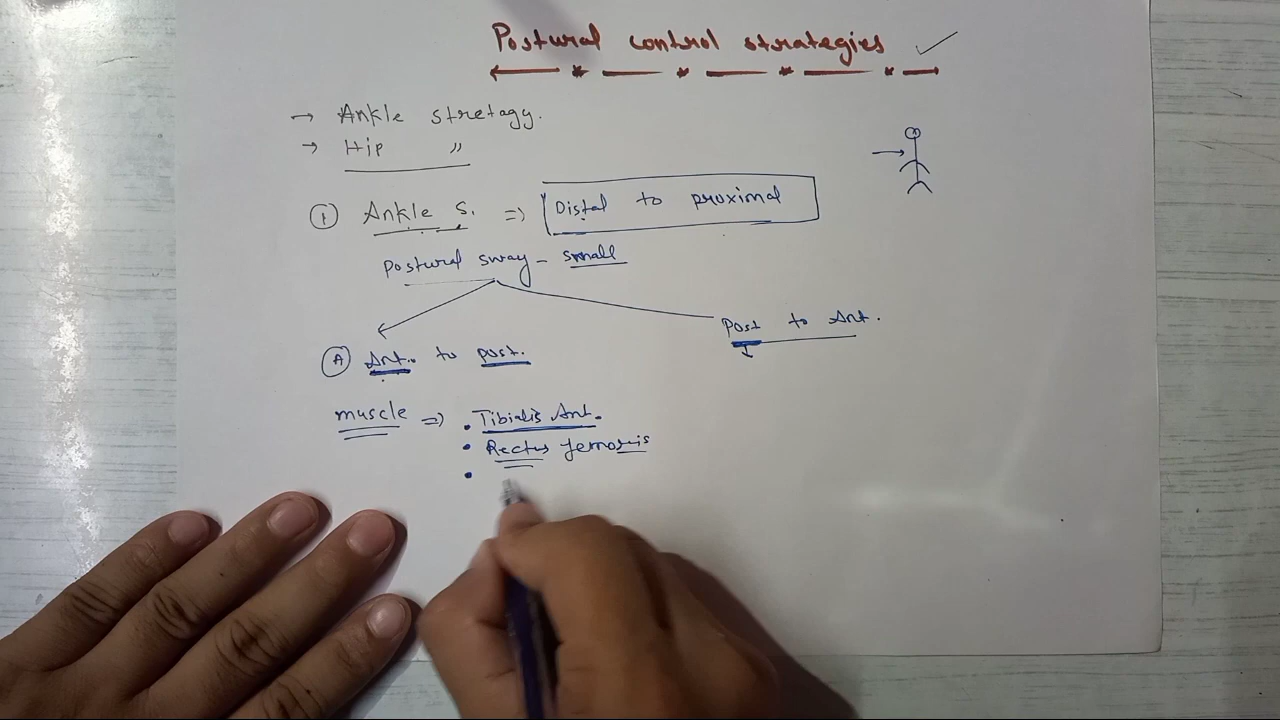 Postural control strategies ✓
→ Ankle stretagy.
→ Hip "
① Ankle S. ⇒ Distal to proximal
Postural sway - small
Post to Ant.
Ⓐ Ant. to post.
muscle ⇒ • Tibialis Ant.
• Rectus femoris
•